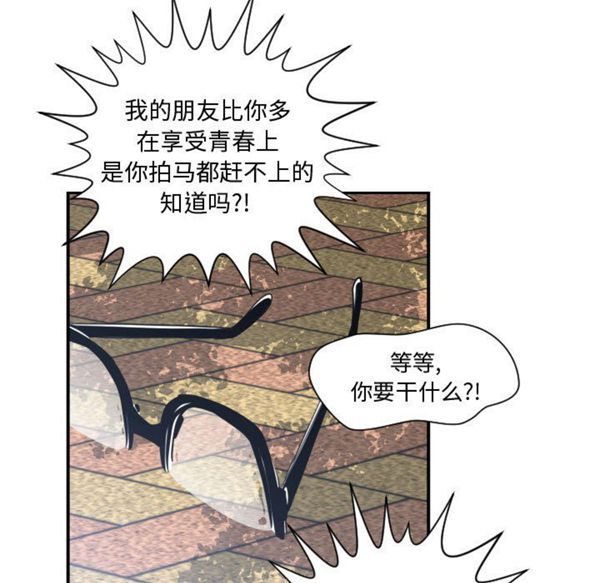 我的朋友比你多
在享受青春上
是你拍马都赶不上的
知道吗?!
等等,
你要干什么?!